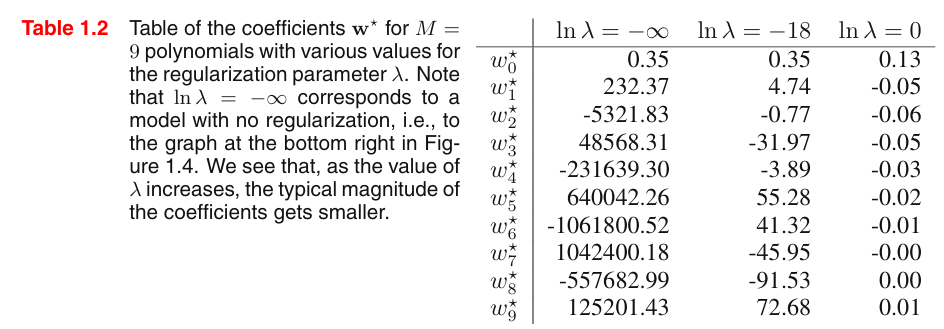 Table 1.2 Table of the coefficients w⋆ for M =
9 polynomials with various values for
the regularization parameter λ. Note
that ln λ = −∞ corresponds to a
model with no regularization, i.e., to
the graph at the bottom right in Fig-
ure 1.4. We see that, as the value of
λ increases, the typical magnitude of
the coefficients gets smaller.
ln λ = −∞ ln λ = −18 ln λ = 0
w⋆0 0.35 0.35 0.13
w⋆1 232.37 4.74 -0.05
w⋆2 -5321.83 -0.77 -0.06
w⋆3 48568.31 -31.97 -0.05
w⋆4 -231639.30 -3.89 -0.03
w⋆5 640042.26 55.28 -0.02
w⋆6 -1061800.52 41.32 -0.01
w⋆7 1042400.18 -45.95 -0.00
w⋆8 -557682.99 -91.53 0.00
w⋆9 125201.43 72.68 0.01